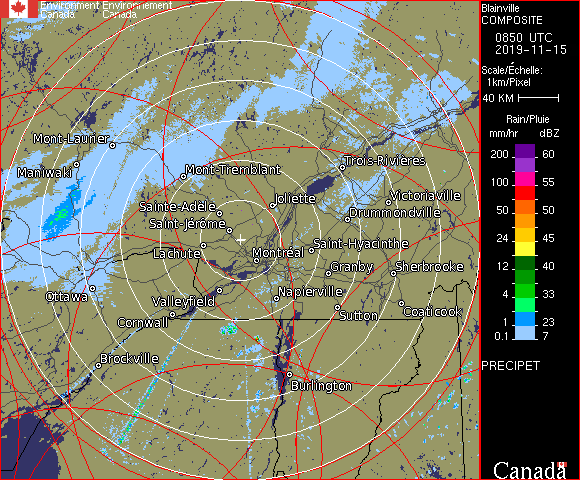 Environment Environnement
Canada Canada
Blainville
COMPOSITE
0850 UTC
2019-11-15
Scale/Échelle:
1km/Pixel
40 KM
Rain/Pluie
mm/hr dBZ
200 60
100 57
100 55
50 50
24 45
12 40
4 33
1 23
0.1 7
PRECIPET
Canada
Mont-Laurier
Maniwaki
Mont-Tremblant
Trois-Rivières
Sainte-Adèle
Joliette
Victoriaville
Saint-Jérôme
Drummondville
Lachute
Montréal
Saint-Hyacinthe
Granby
Sherbrooke
Ottawa
Valleyfield
Napierville
Cornwall
Sutton
Coaticook
Brockville
Burlington